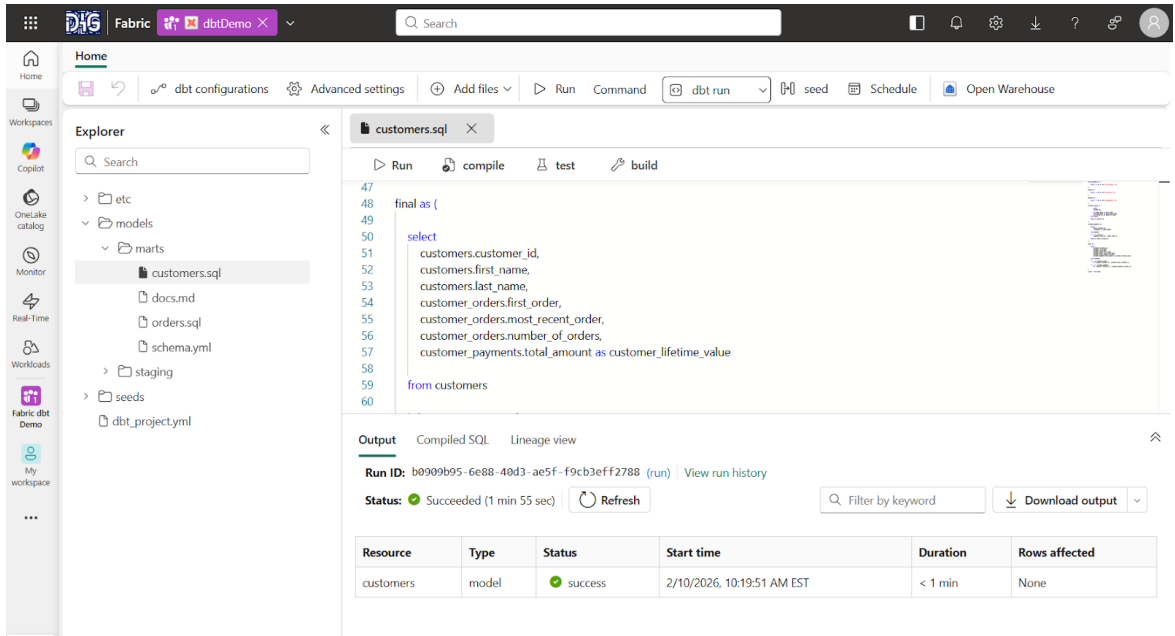 DHG Fabric dbtDemo
Search
Home
Workspaces
Copilot
OneLake
catalog
Monitor
Real-Time
Workloads
Fabric dbt
Demo
My
workspace
Home
dbt configurations Advanced settings Add files Run Command dbt run seed Schedule Open Warehouse
Explorer
Search
etc
models
marts
customers.sql
docs.md
orders.sql
schema.yml
staging
seeds
dbt_project.yml
customers.sql
Run compile test build
47
48 final as (
49
50 select
51 customers.customer_id,
52 customers.first_name,
53 customers.last_name,
54 customer_orders.first_order,
55 customer_orders.most_recent_order,
56 customer_orders.number_of_orders,
57 customer_payments.total_amount as customer_lifetime_value
58
59 from customers
60
Output Compiled SQL Lineage view
Run ID: b0909b95-6e88-40d3-ae5f-f9cb3eff2788 (run) View run history
Status: Succeeded (1 min 55 sec) Refresh Filter by keyword Download output
Resource Type Status Start time Duration Rows affected
customers model success 2/10/2026, 10:19:51 AM EST < 1 min None